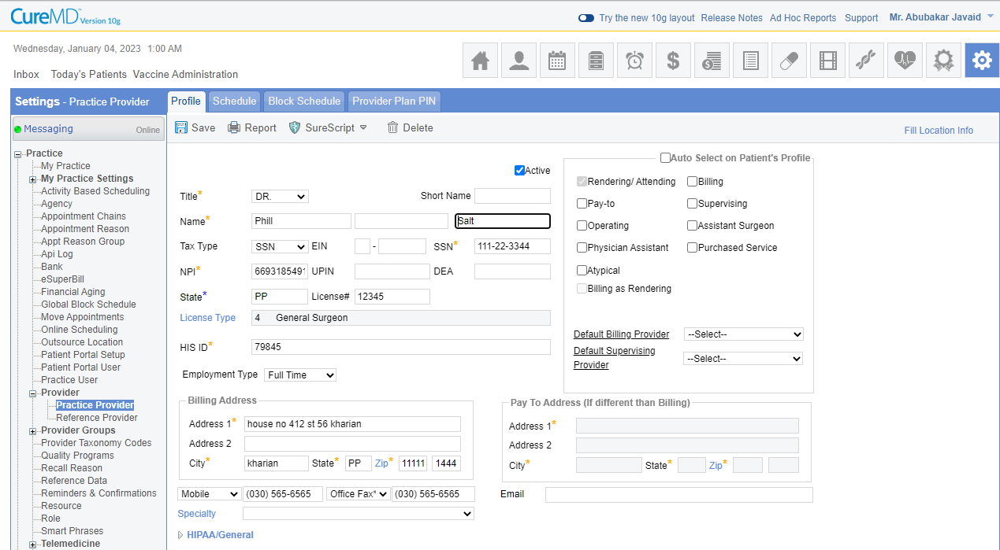 CureMD™ Version 10g
Try the new 10g layout Release Notes Ad Hoc Reports Support Mr. Abubakar Javaid
Wednesday, January 04, 2023 1:00 AM
Inbox Today's Patients Vaccine Administration
Settings - Practice Provider Profile Schedule Block Schedule Provider Plan PIN
Messaging Online
Save Report SureScript Delete Fill Location Info
Practice
My Practice
My Practice Settings
Activity Based Scheduling
Agency
Appointment Chains
Appointment Reason
Appt Reason Group
Api Log
Bank
eSuperBill
Financial Aging
Global Block Schedule
Move Appointments
Online Scheduling
Outsource Location
Patient Portal Setup
Patient Portal User
Practice User
Provider
Practice Provider
Reference Provider
Provider Groups
Provider Taxonomy Codes
Quality Programs
Recall Reason
Reference Data
Reminders & Confirmations
Resource
Role
Smart Phrases
Telemedicine
Active
Title* DR. Short Name
Name* Phill Salt
Tax Type SSN EIN - SSN* 111-22-3344
NPI* 6693185491 UPIN DEA
State* PP License# 12345
License Type 4 General Surgeon
HIS ID* 79845
Employment Type Full Time
Auto Select on Patient's Profile
Rendering/ Attending Billing
Pay-to Supervising
Operating Assistant Surgeon
Physician Assistant Purchased Service
Atypical
Billing as Rendering
Default Billing Provider --Select--
Default Supervising Provider --Select--
Billing Address
Address 1* house no 412 st 56 kharian
Address 2
City* kharian State* PP Zip* 11111 1444
Pay To Address (If different than Billing)
Address 1*
Address 2
City* State* Zip*
Mobile (030) 565-6565 Office Fax* (030) 565-6565 Email
Specialty
HIPAA/General